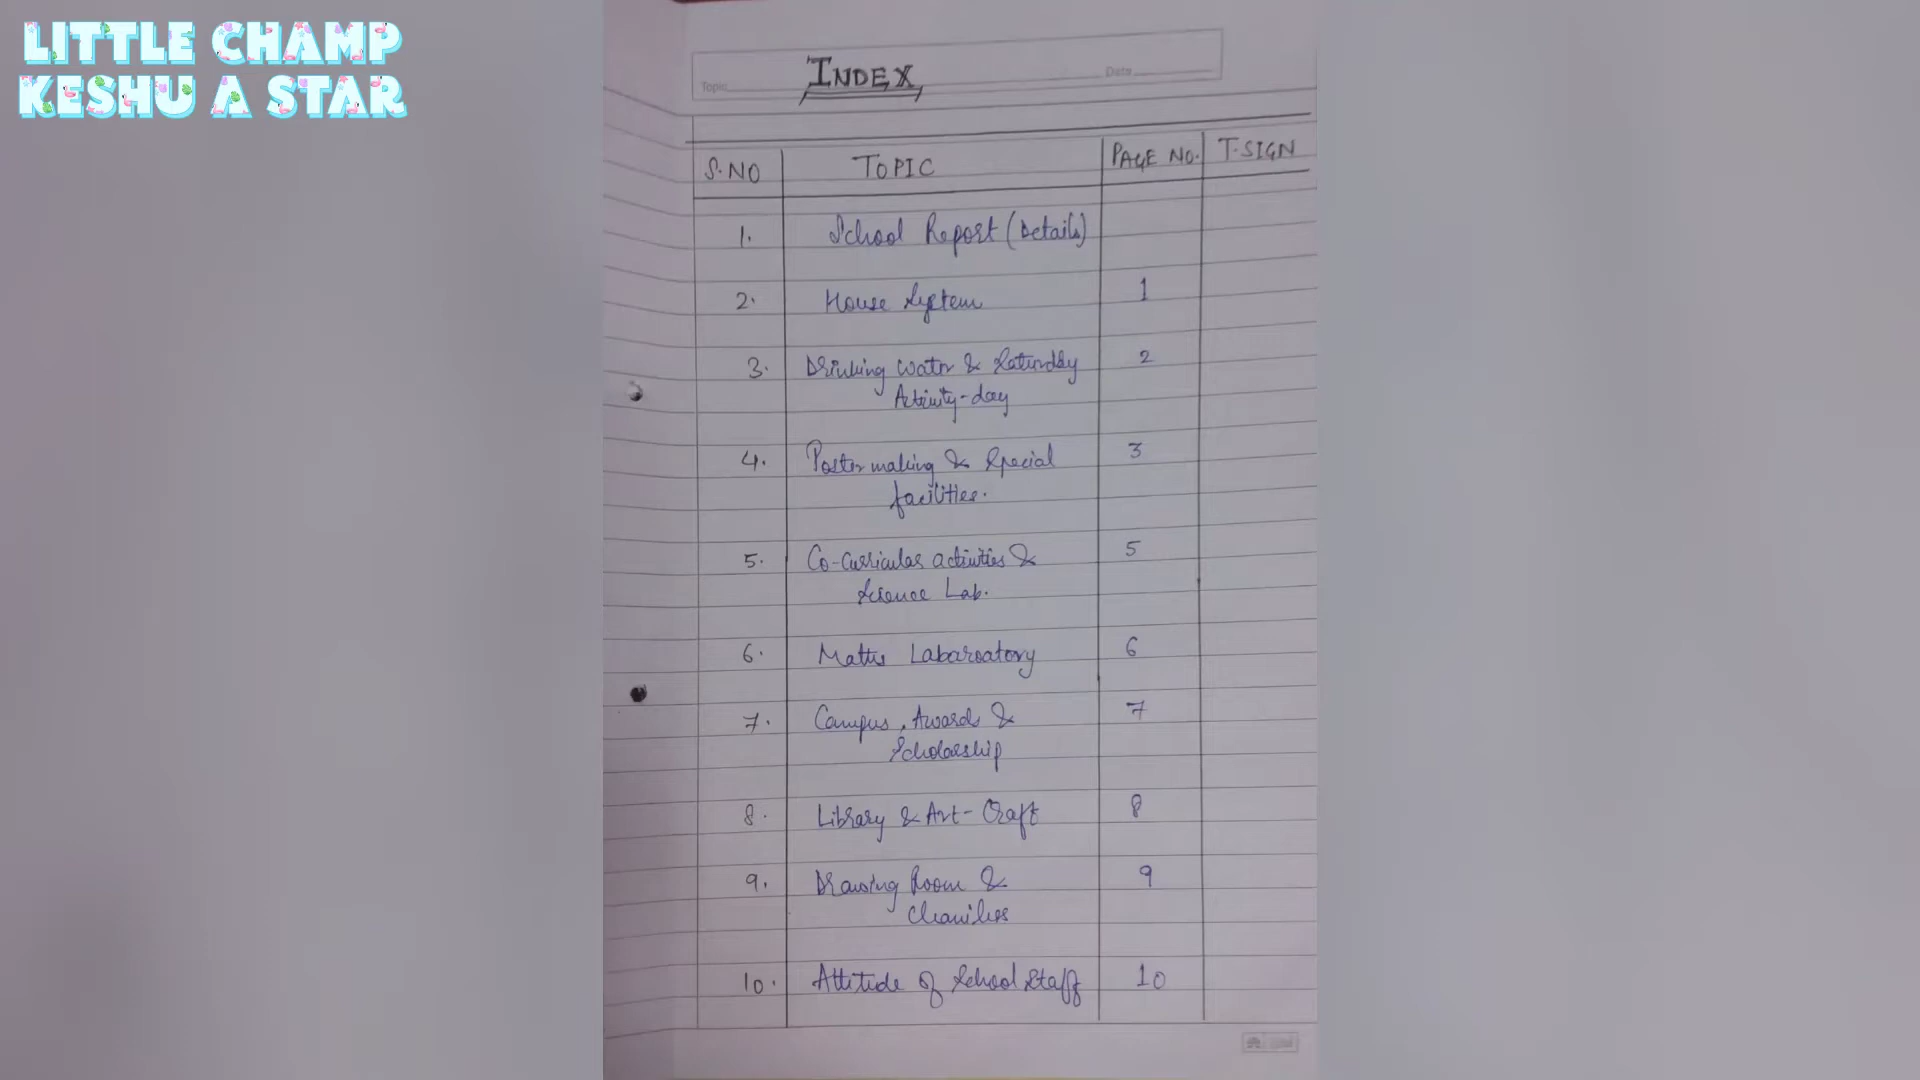 LITTLE CHAMP
KESHU A STAR
Topic
INDEX
Date
S.NO TOPIC PAGE NO. T.SIGN
1. School Report (Details)
2. House System 1
3. Drinking Water & Saturday 2
Activity-day
4. Poster making & Special 3
facilities.
5. Co-Curricular activities & 5
Science Lab.
6. Maths Labaroatory 6
7. Campus, Awards & 7
Scholarship
8. Library & Art-Craft 8
9. Drawing Room & 9
10. Attitude of School Staff 10